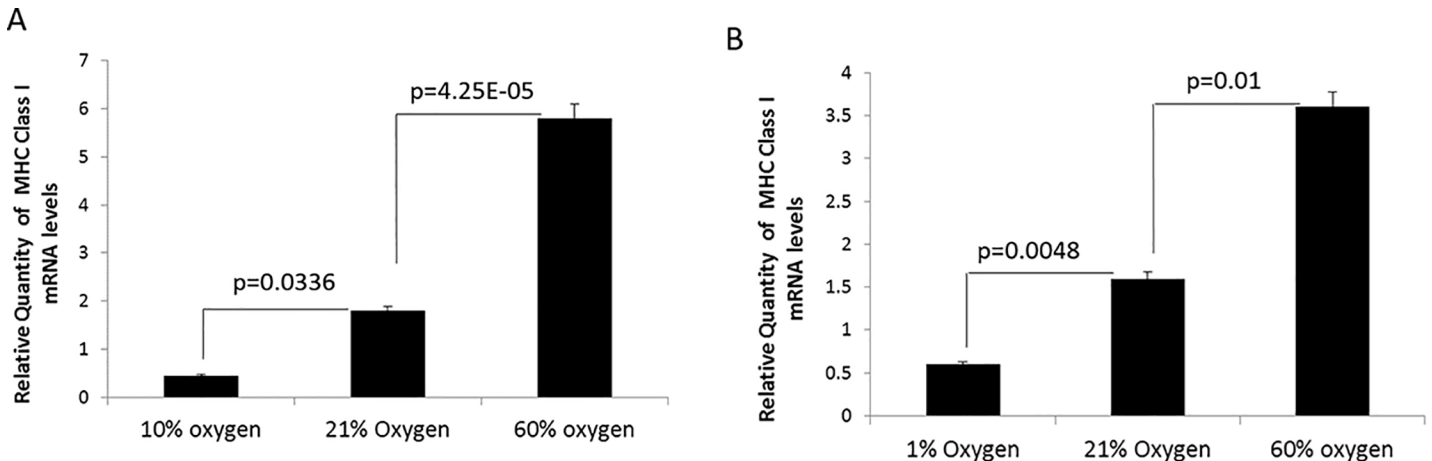 A
Relative Quantity of MHC Class I
mRNA levels
7
6
5
4
3
2
1
0
p=0.0336
p=4.25E-05
10% oxygen
21% Oxygen
60% oxygen
B
Relative Quantity of MHC Class I
mRNA levels
4
3.5
3
2.5
2
1.5
1
0.5
0
p=0.0048
p=0.01
1% Oxygen
21% Oxygen
60% oxygen